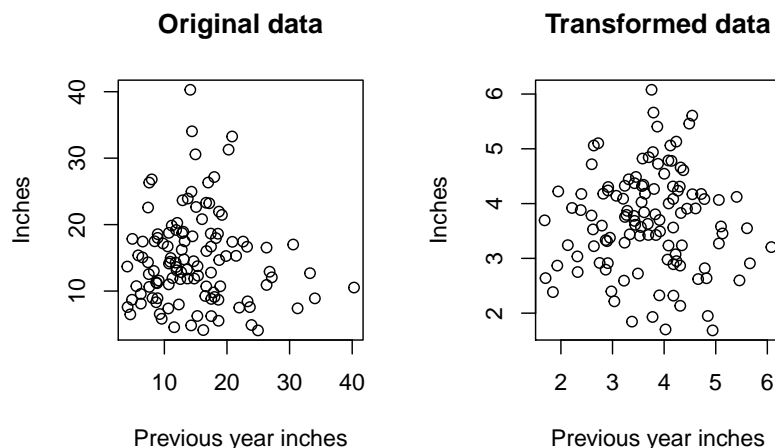 Original data
Inches
40
30
20
10
10 20 30 40
Previous year inches
Transformed data
Inches
6
5
4
3
2
2 3 4 5 6
Previous year inches